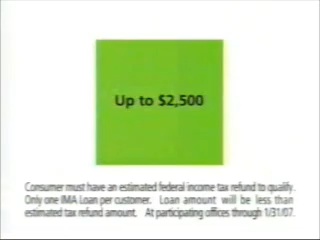 Up to $2,500
Consumer must have an estimated federal income tax refund to qualify.
Only one IMA Loan per customer. Loan amount will be less than
estimated tax refund amount. At participating offices through 1/31/07.